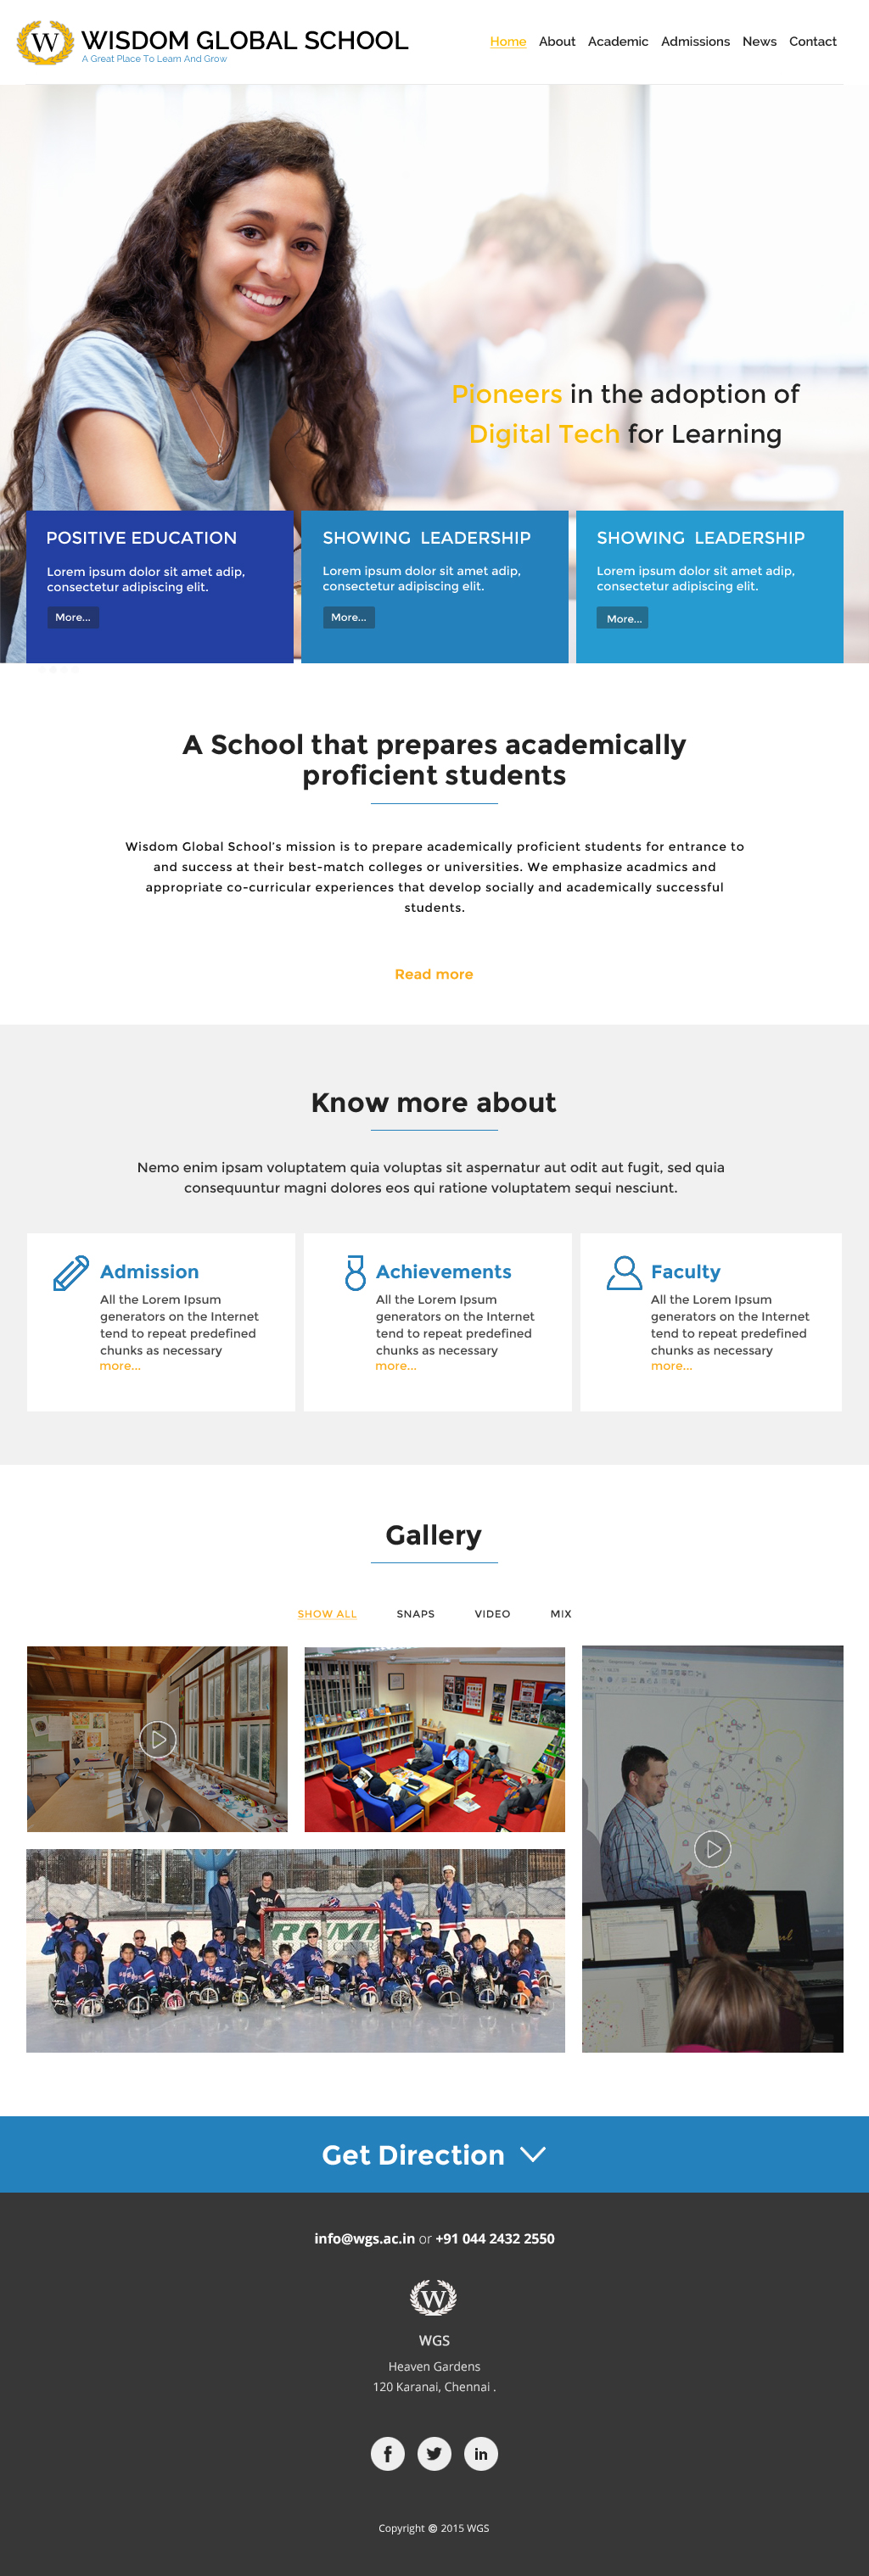 W
WISDOM GLOBAL SCHOOL
A Great Place To Learn And Grow
Home About Academic Admissions News Contact
Pioneers in the adoption of
Digital Tech for Learning
POSITIVE EDUCATION
Lorem ipsum dolor sit amet adip,
consectetur adipiscing elit.
More...
SHOWING LEADERSHIP
Lorem ipsum dolor sit amet adip,
consectetur adipiscing elit.
More...
SHOWING LEADERSHIP
Lorem ipsum dolor sit amet adip,
consectetur adipiscing elit.
More...
A School that prepares academically
proficient students
Wisdom Global School's mission is to prepare academically proficient students for entrance to
and success at their best-match colleges or universities. We emphasize acadmics and
appropriate co-curricular experiences that develop socially and academically successful
students.
Read more
Know more about
Nemo enim ipsam voluptatem quia voluptas sit aspernatur aut odit aut fugit, sed quia
consequuntur magni dolores eos qui ratione voluptatem sequi nesciunt.
Admission
All the Lorem Ipsum
generators on the Internet
tend to repeat predefined
chunks as necessary
more...
Achievements
All the Lorem Ipsum
generators on the Internet
tend to repeat predefined
chunks as necessary
more...
Faculty
All the Lorem Ipsum
generators on the Internet
tend to repeat predefined
chunks as necessary
more...
Gallery
SHOW ALL SNAPS VIDEO MIX
Get Direction
info@wgs.ac.in or +91 044 2432 2550
W
WGS
Heaven Gardens
120 Karanai, Chennai .
f in
Copyright © 2015 WGS